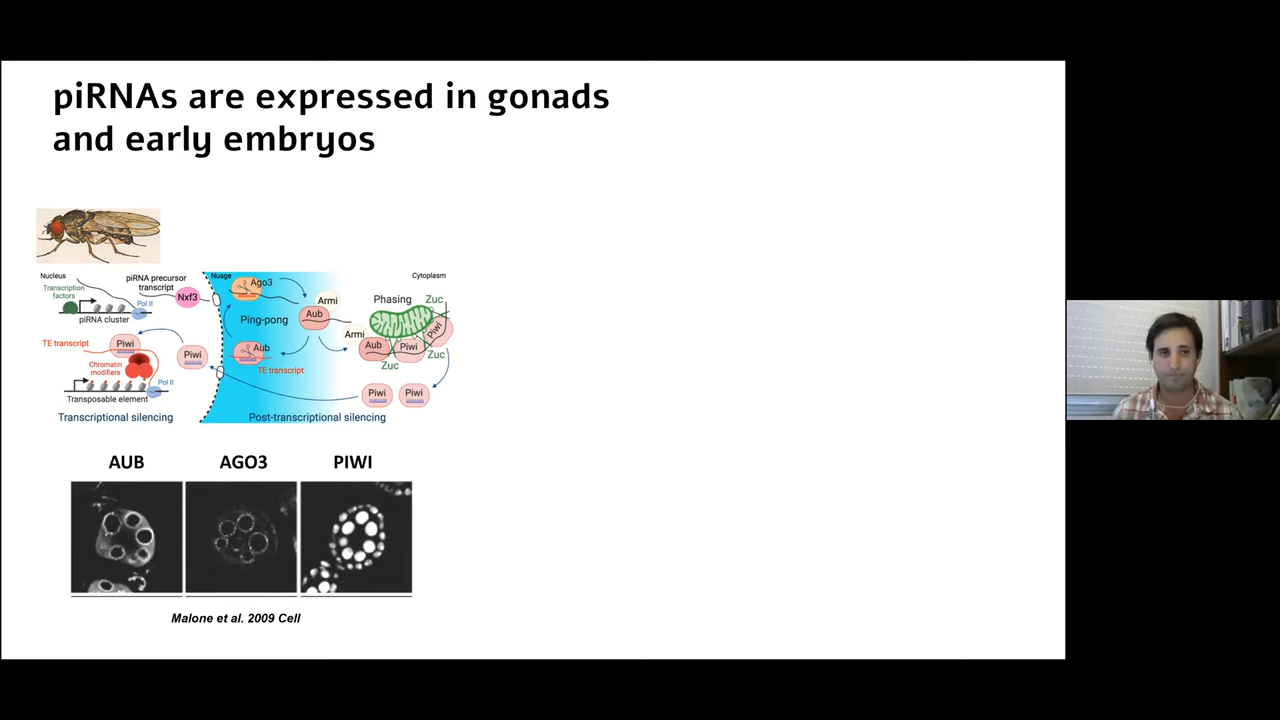 piRNAs are expressed in gonads
and early embryos
Nucleus
piRNA precursor
transcript
Nuage
Cytoplasm
Transcription
factors
Pol II
Nxf3
piRNA cluster
Ago3
Armi
Aub
Ping-pong
Phasing
Zuc
Armi
Aub
Piwi
Piwi
Zuc
Zuc
TE transcript
Piwi
Piwi
Chromatin
modifiers
Pol II
Transposable element
Aub
TE transcript
Piwi
Piwi
Transcriptional silencing
Post-transcriptional silencing
AUB
AGO3
PIWI
Malone et al. 2009 Cell